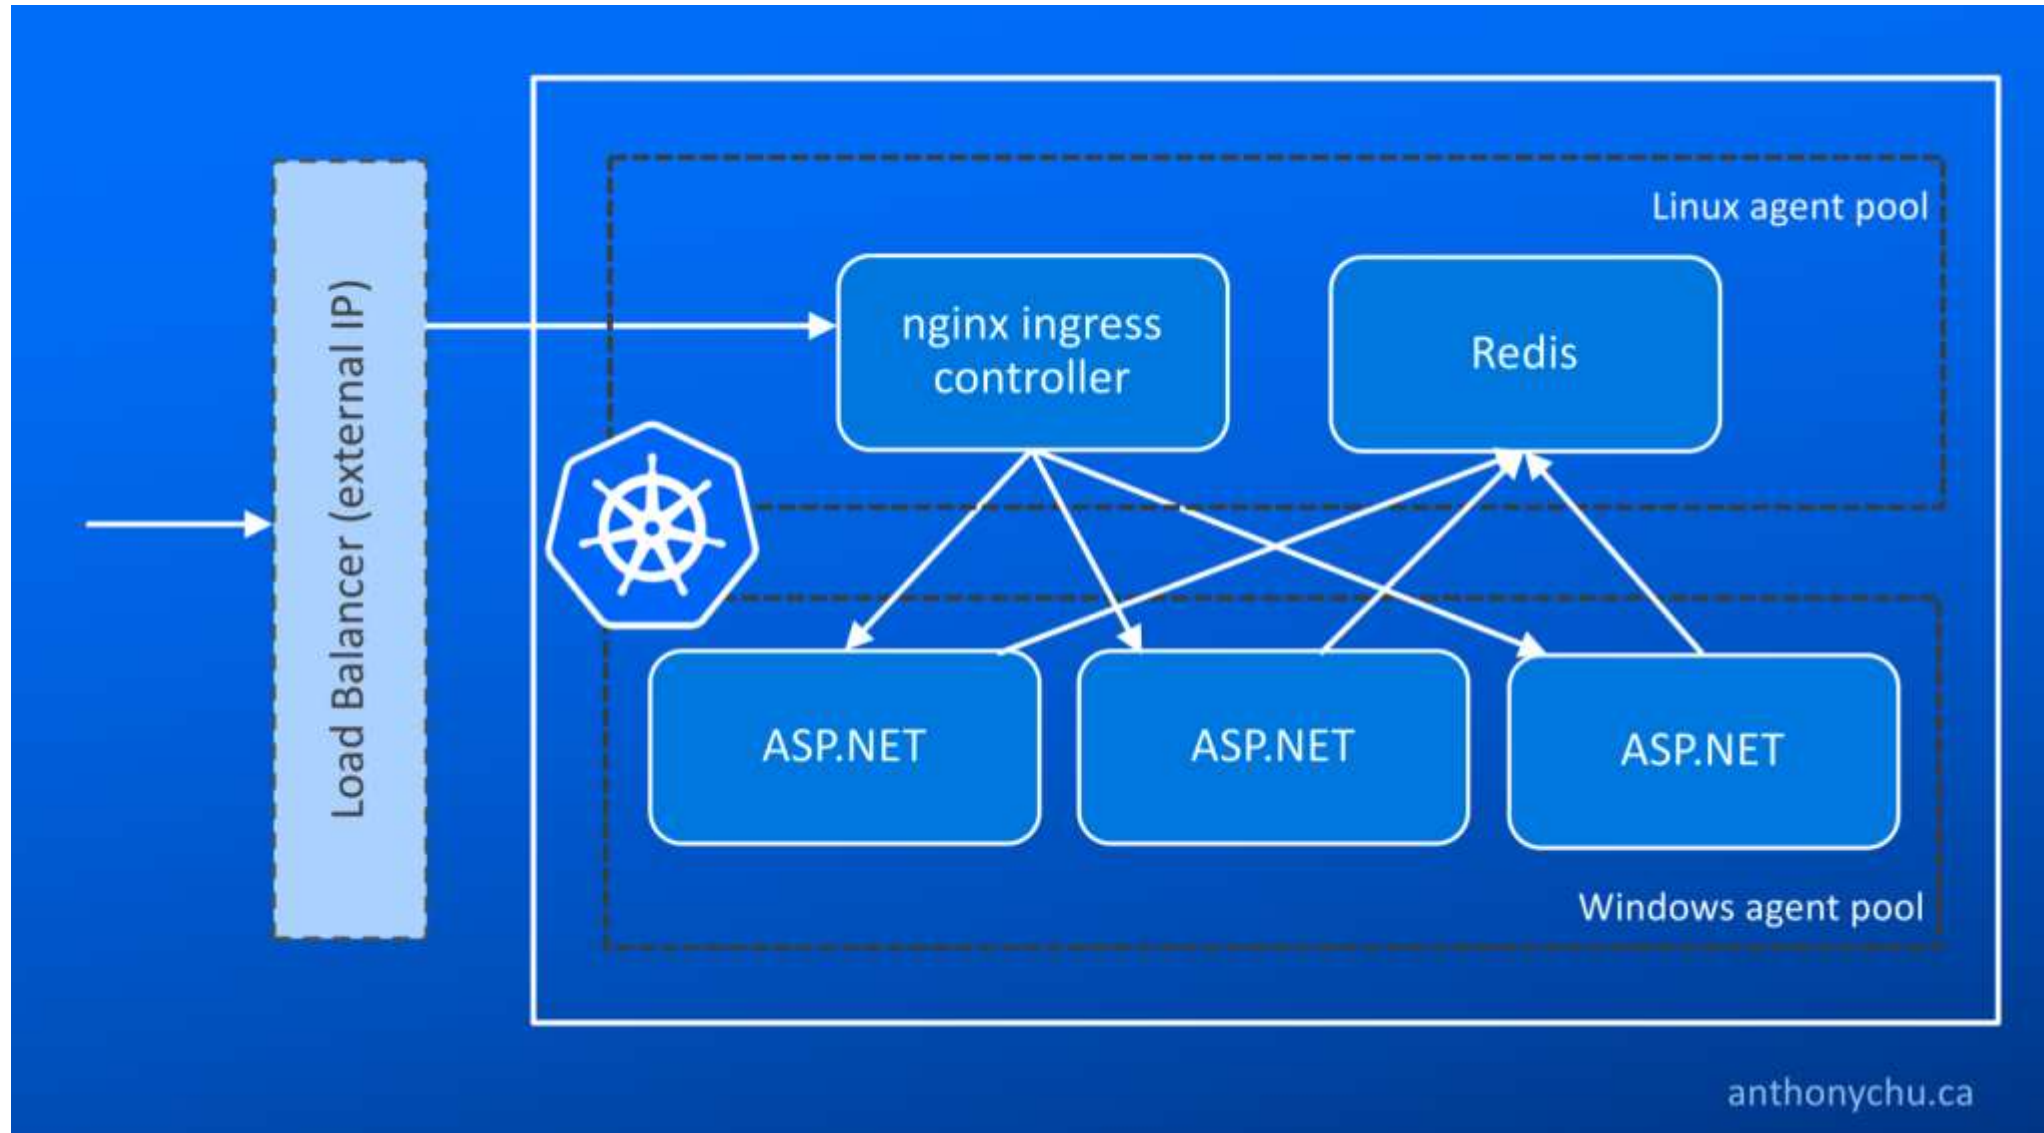 Load Balancer (external IP)
Linux agent pool
nginx ingress
controller
Redis
ASP.NET
ASP.NET
ASP.NET
Windows agent pool
anthonychu.ca